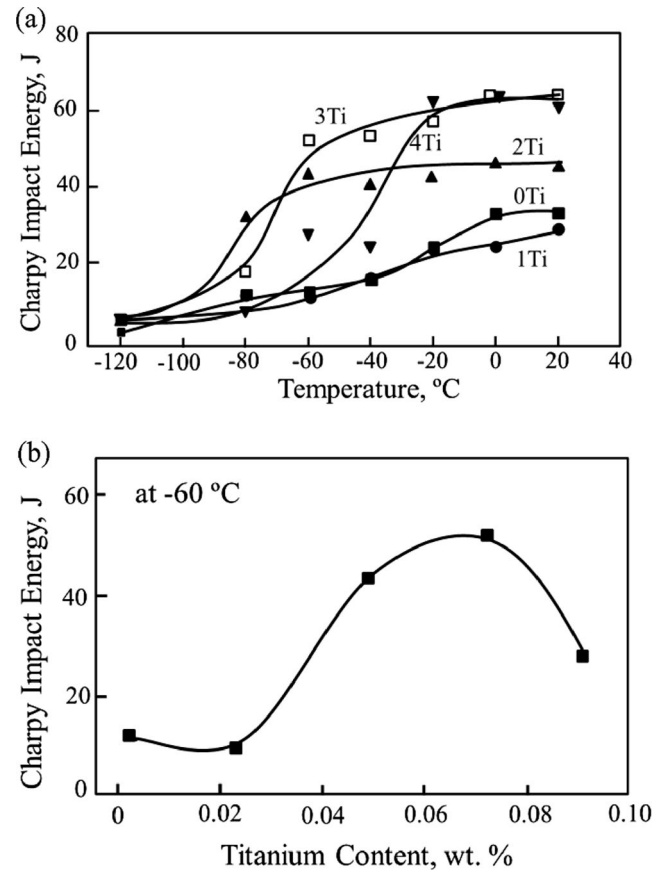 (a)
Charpy Impact Energy, J
80
60
40
20
0
3Ti
4Ti
2Ti
0Ti
1Ti
-120 -100 -80 -60 -40 -20 0 20 40
Temperature, ºC
(b)
Charpy Impact Energy, J
at -60 ºC
60
40
20
0
0 0.02 0.04 0.06 0.08 0.10
Titanium Content, wt. %